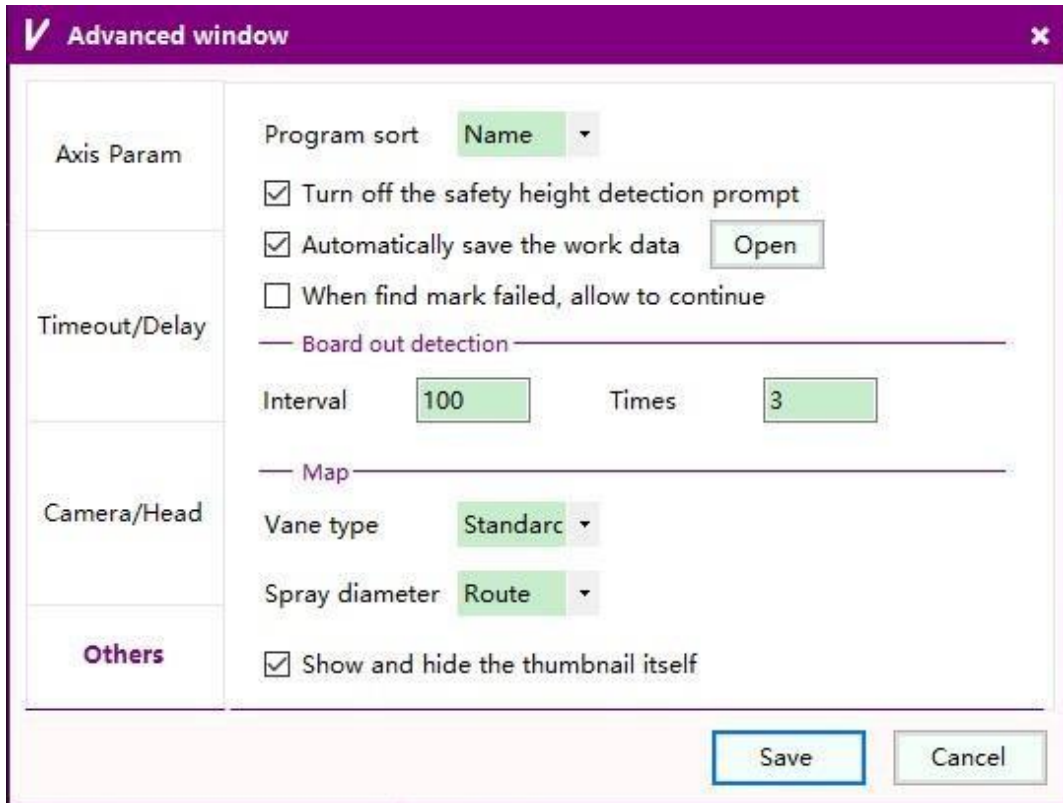 Advanced window
Axis Param
Timeout/Delay
Camera/Head
Others
Program sort Name
Turn off the safety height detection prompt
Automatically save the work data Open
When find mark failed, allow to continue
Board out detection
Interval 100 Times 3
Map
Vane type Standarc
Spray diameter Route
Show and hide the thumbnail itself
Save Cancel